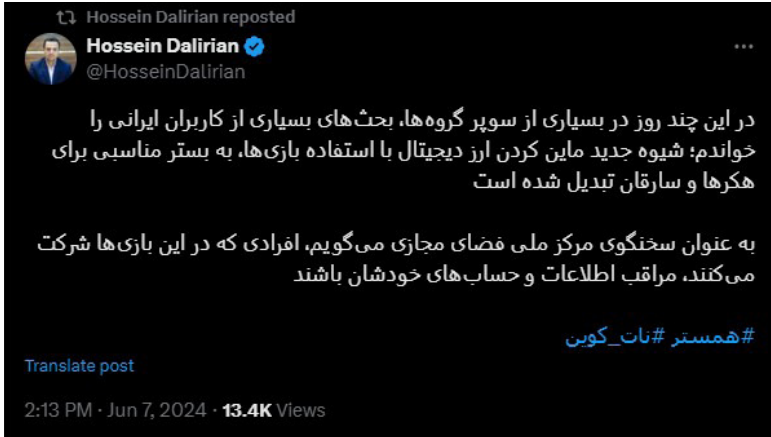 Hossein Dalirian reposted
Hossein Dalirian
@HosseinDalirian
در این چند روز در بسیاری از سوپر گروه‌ها، بحث‌های بسیاری از کاربران ایرانی را
خواندم؛ شیوه جدید ماین کردن ارز دیجیتال با استفاده بازی‌ها، به بستر مناسبی برای
هکرها و سارقان تبدیل شده است
به عنوان سخنگوی مرکز ملی فضای مجازی می‌گویم، افرادی که در این بازی‌ها شرکت
می‌کنند، مراقب اطلاعات و حساب‌های خودشان باشند
#همستر #نات_کوین
Translate post
2:13 PM · Jun 7, 2024 · 13.4K Views